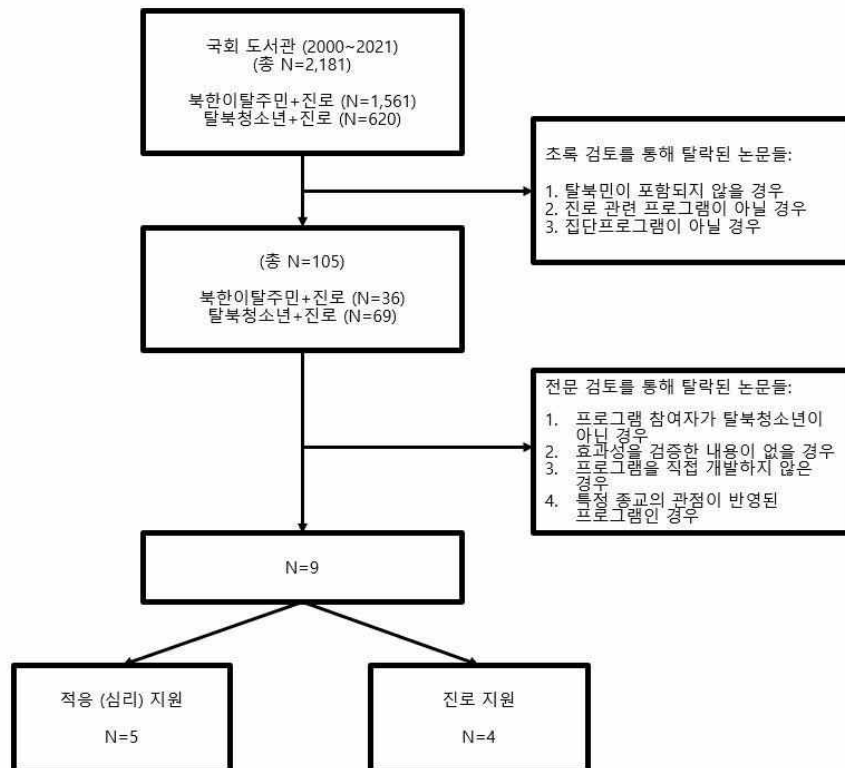 국회 도서관 (2000~2021)
(총 N=2,181)
북한이탈주민+진로 (N=1,561)
탈북청소년+진로 (N=620)
초록 검토를 통해 탈락된 논문들:
1. 탈북민이 포함되지 않을 경우
2. 진로 관련 프로그램이 아닐 경우
3. 집단프로그램이 아닐 경우
(총 N=105)
북한이탈주민+진로 (N=36)
탈북청소년+진로 (N=69)
전문 검토를 통해 탈락된 논문들:
1. 프로그램 참여자가 탈북청소년이
아닌 경우
2. 효과성을 검증한 내용이 없을 경우
3. 프로그램을 직접 개발하지 않은
경우
4. 특정 종교의 관점이 반영된
프로그램인 경우
N=9
적응 (심리) 지원
N=5
진로 지원
N=4